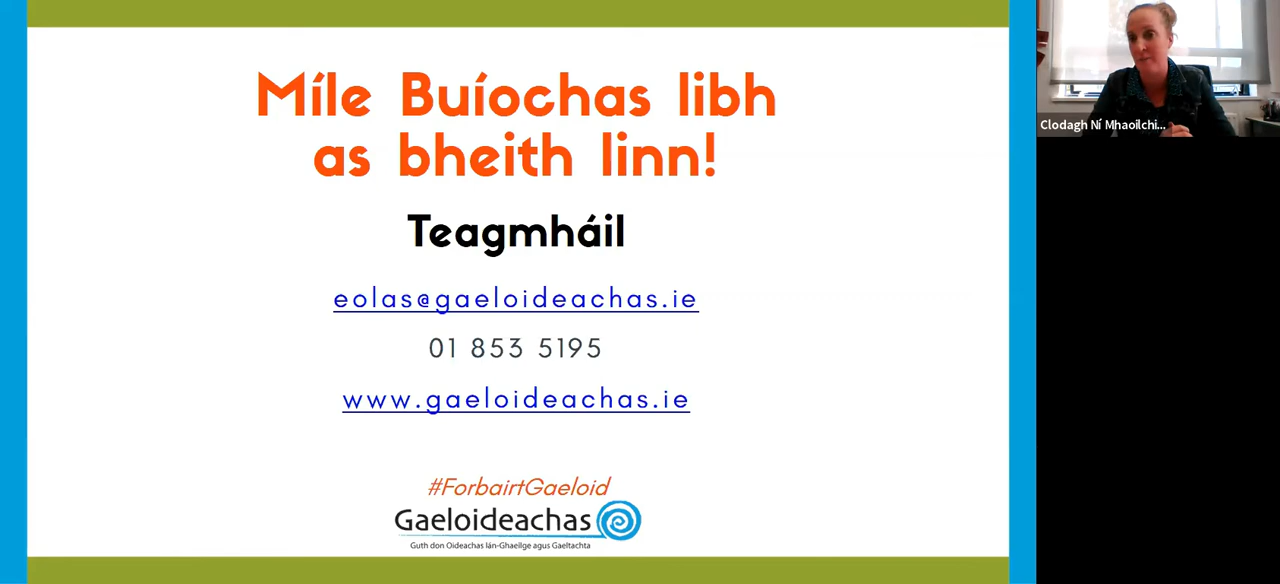 Míle Buíochas libh
as bheith linn!
Teagmháil
eolas@gaeloideachas.ie
01 853 5195
www.gaeloideachas.ie
#ForbairtGaeloid
Gaeloideachas
Guth don Oideachas lán-Ghaeilge agus Gaeltachta
Clodagh Ní Mhaoilchi...